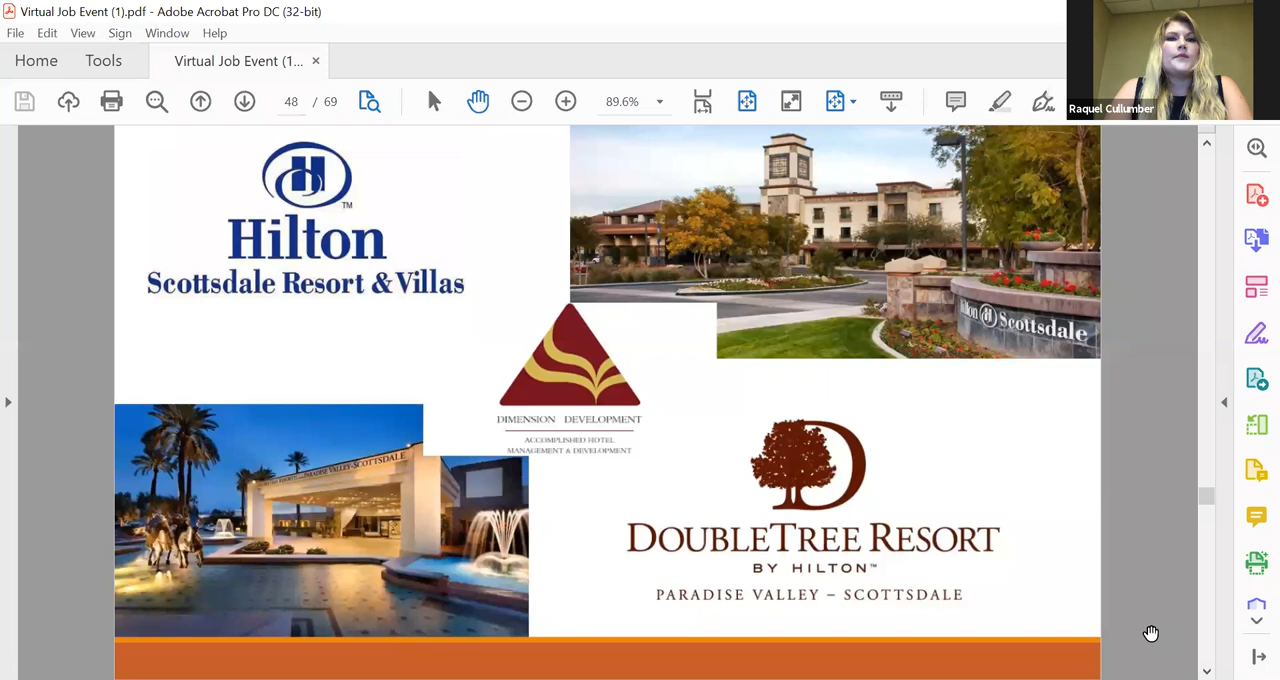 Virtual Job Event (1).pdf - Adobe Acrobat Pro DC (32-bit)
File Edit View Sign Window Help
Home Tools Virtual Job Event (1... ×
48 / 69 89.6%
Raquel Cullumber
H
TM
Hilton
Scottsdale Resort & Villas
Hilton H Scottsdale
DIMENSION DEVELOPMENT
ACCOMPLISHED HOTEL
MANAGEMENT & DEVELOPMENT
PARADISE VALLEY-SCOTTSDALE
D
DOUBLETREE RESORT
BY HILTON™
PARADISE VALLEY – SCOTTSDALE